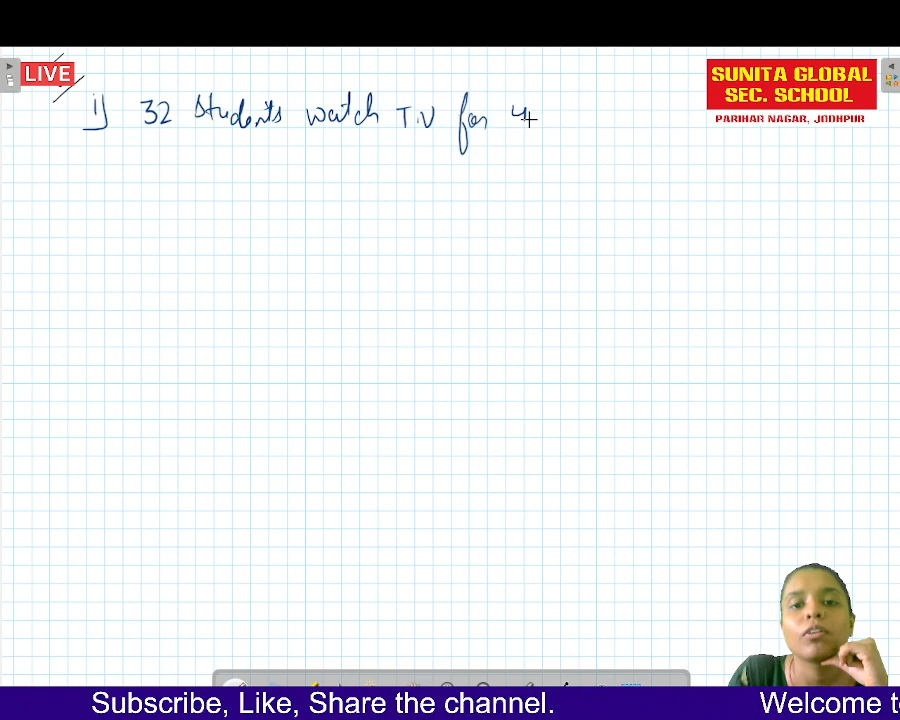 LIVE
SUNITA GLOBAL
SEC. SCHOOL
PARIHAR NAGAR, JODHPUR
i) 32 students watch T.V for 4
Subscribe, Like, Share the channel.
Welcome to